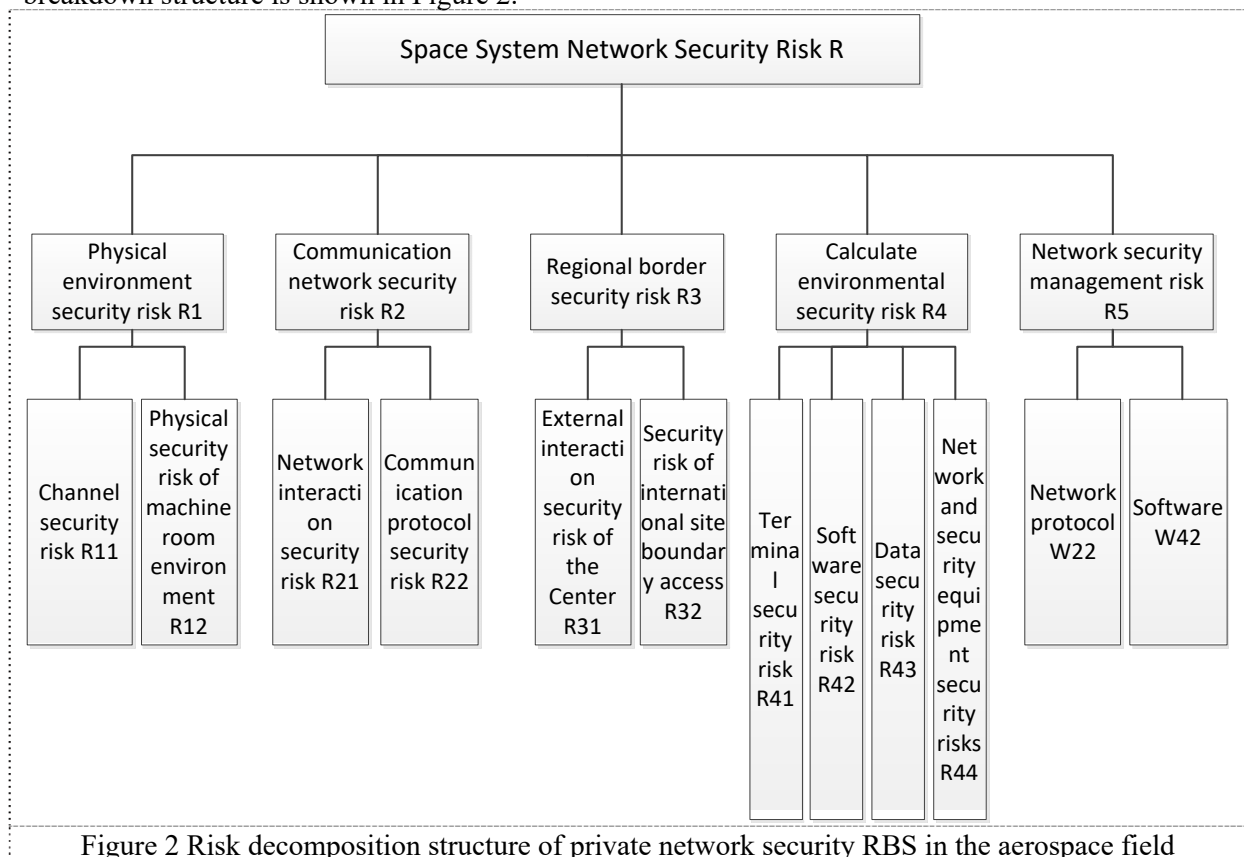 breakdown structure is shown in Figure 2.
Space System Network Security Risk R
Physical
environment
security risk R1
Communication
network security
risk R2
Regional border
security risk R3
Calculate
environmental
security risk R4
Network security
management risk
R5
Channel
security
risk R11
Physical
security
risk of
machine
room
environ
ment
R12
Network
interacti
on
security
risk R21
Commun
ication
protocol
security
risk R22
External
interacti
on
security
risk of
the
Center
R31
Security
risk of
internati
onal site
boundar
y access
R32
Ter
mina
l
secu
rity
risk
R41
Soft
ware
secu
rity
risk
R42
Data
secu
rity
risk
R43
Net
work
and
secu
rity
equi
pme
nt
secu
rity
risks
R44
Network
protocol
W22
Software
W42
Figure 2 Risk decomposition structure of private network security RBS in the aerospace field